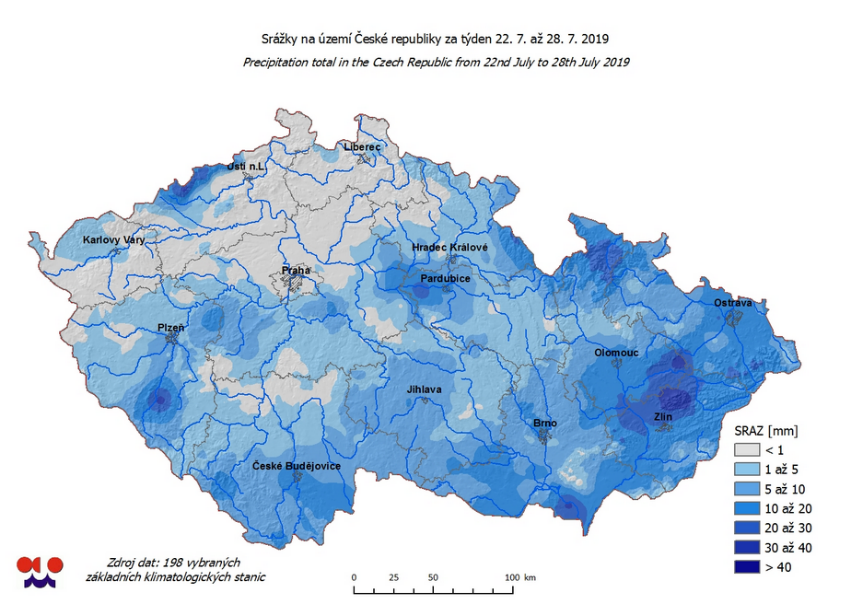 Srážky na území České republiky za týden 22. 7. až 28. 7. 2019
Precipitation total in the Czech Republic from 22nd July to 28th July 2019
Liberec
Ústí n.L.
Karlovy Vary
Hradec Králové
Praha
Pardubice
Ostrava
Plzeň
Olomouc
Jihlava
Zlín
Brno
České Budějovice
SRAZ [mm]
< 1
1 až 5
5 až 10
10 až 20
20 až 30
30 až 40
> 40
Zdroj dat: 198 vybraných
základních klimatologických stanic
0 25 50 100 km